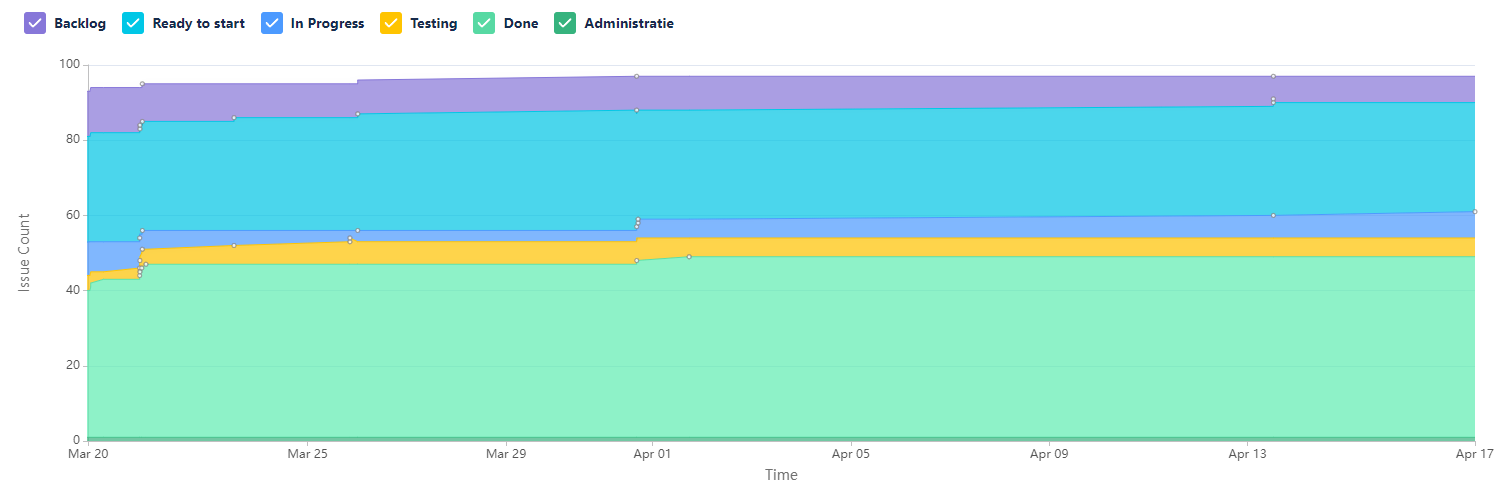 Backlog Ready to start In Progress Testing Done Administratie
100
80
60
40
20
0
Issue Count
Mar 20 Mar 25 Mar 29 Apr 01 Apr 05 Apr 09 Apr 13 Apr 17
Time